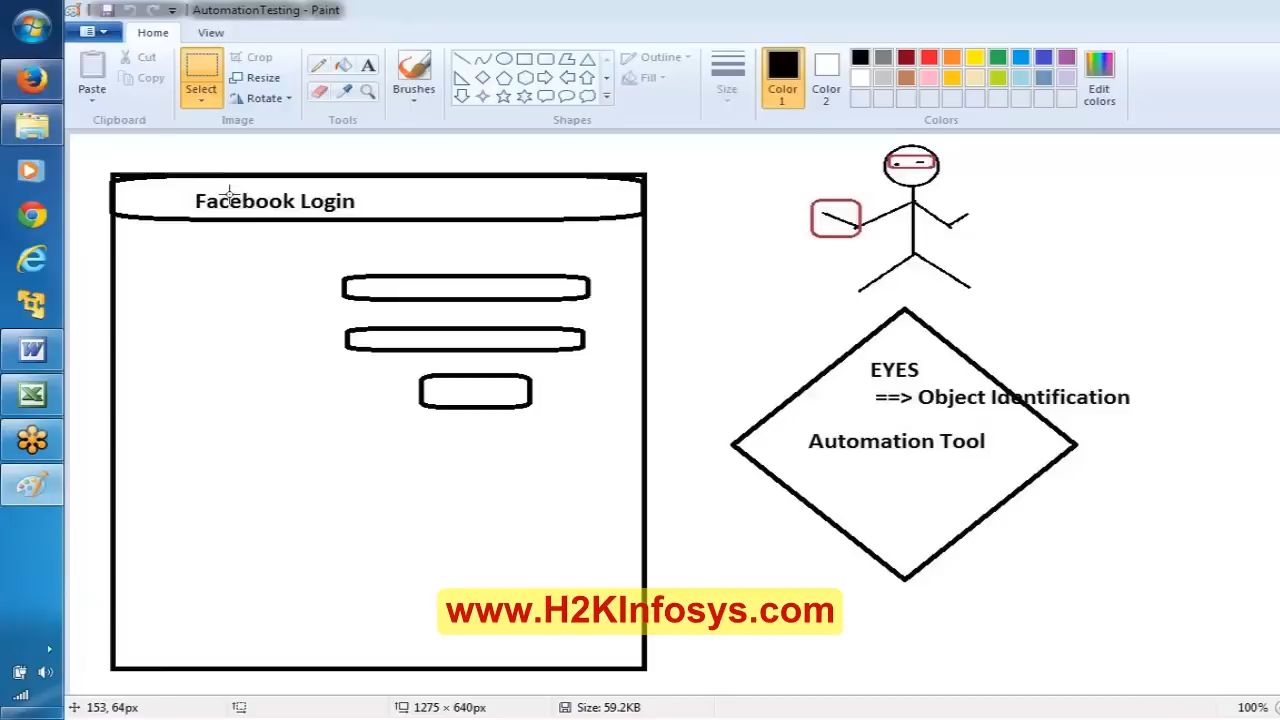 AutomationTesting - Paint
Home View
Paste
Cut
Copy
Clipboard
Select
Crop
Resize
Rotate
Image
A
Tools
Brushes
Outline
Fill
Shapes
Size
Color 1
Color 2
Edit colors
Colors
Facebook Login
EYES
==> Object Identification
Automation Tool
www.H2KInfosys.com
153, 64px
1275 × 640px
Size: 59.2KB
100%